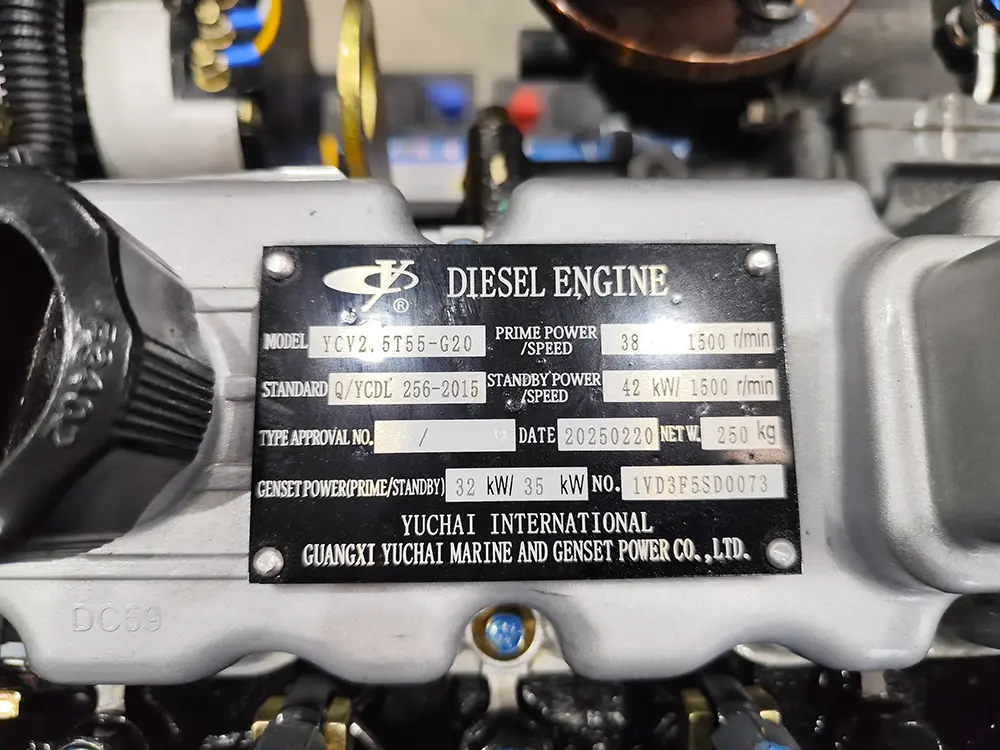 Y ® DIESEL ENGINE
MODEL YCV2.5T55-G20 PRIME POWER /SPEED 38 1500 r/min
STANDARD Q/YCDL 256-2015 STANDBY POWER /SPEED 42 kW/ 1500 r/min
TYPE APPROVAL NO. / DATE 20250220 NET W. 250 kg
GENSET POWER(PRIME/STANDBY) 32 kW/ 35 kW NO. 1VD3F5SD0073
YUCHAI INTERNATIONAL
GUANGXI YUCHAI MARINE AND GENSET POWER CO.,LTD.
DC59